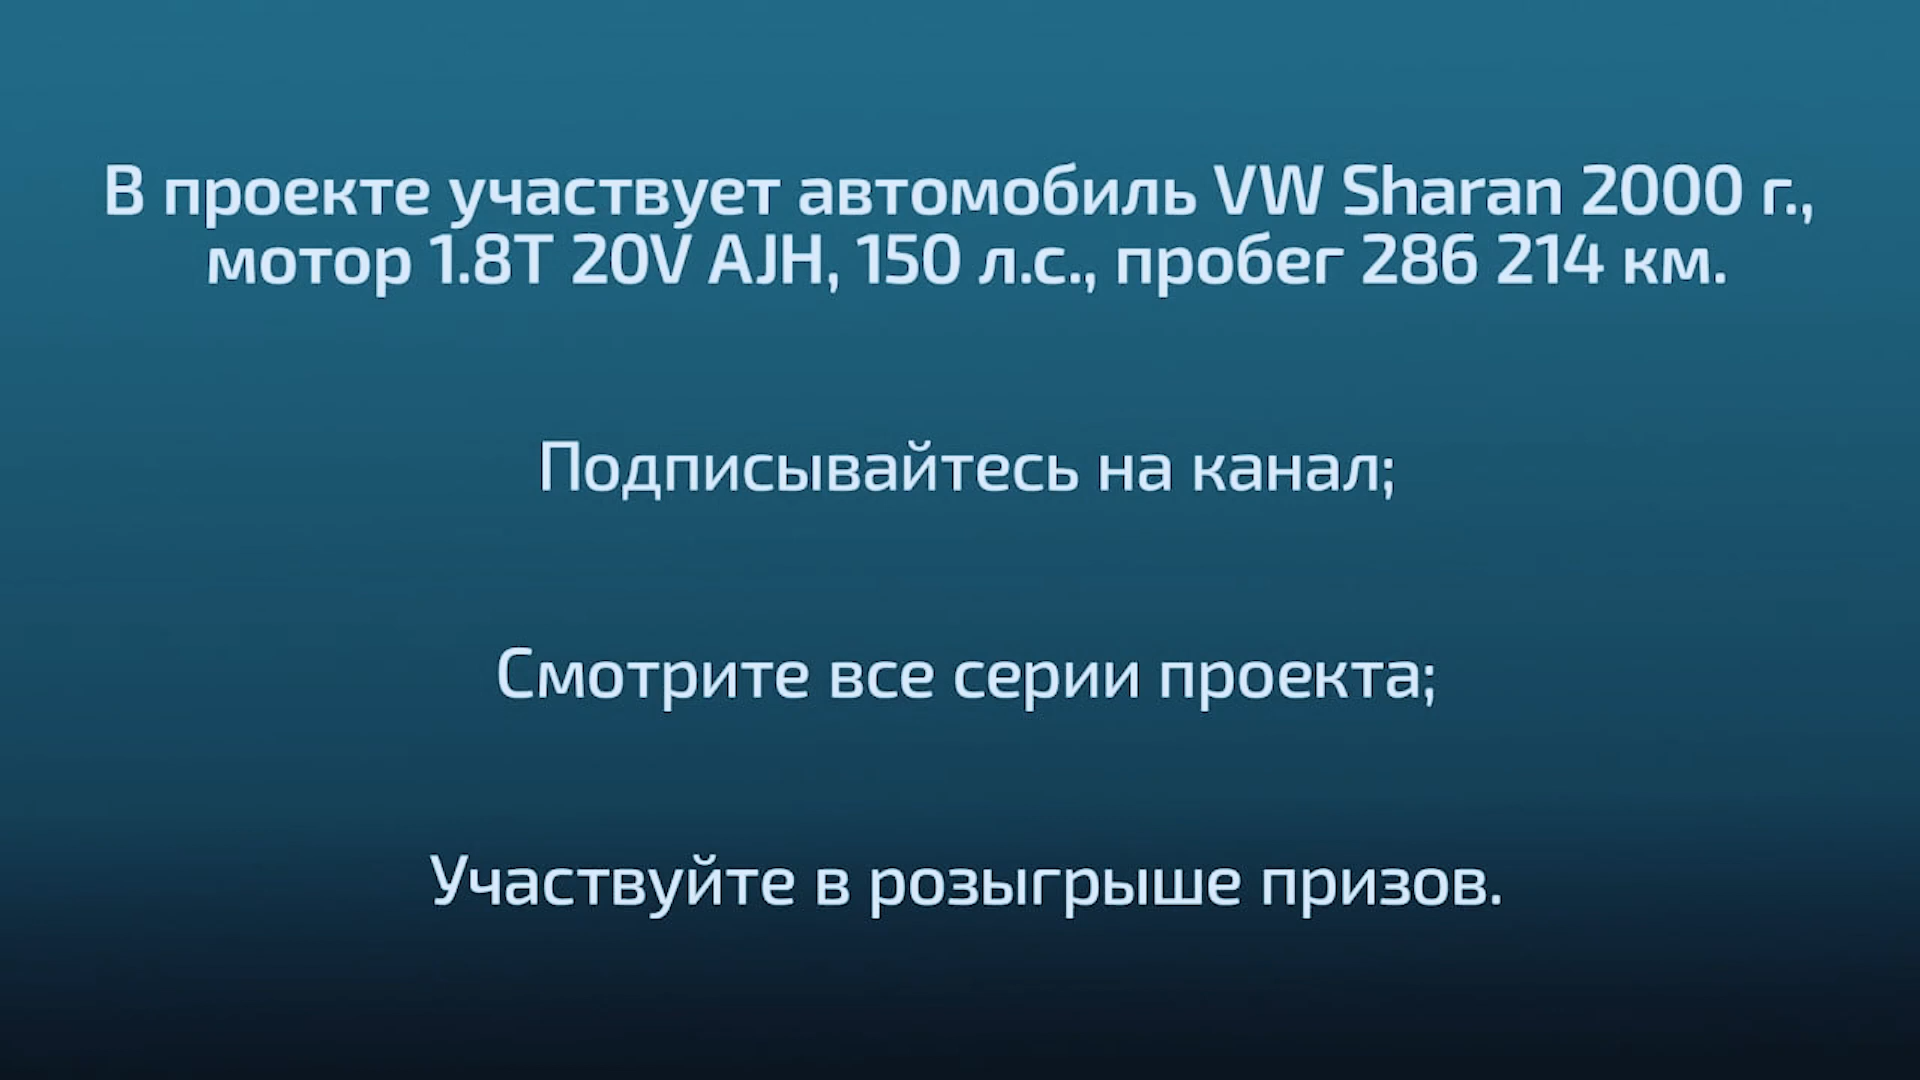 В проекте участвует автомобиль VW Sharan 2000 г.,
мотор 1.8T 20V AJH, 150 л.с., пробег 286 214 км.
Подписывайтесь на канал;
Смотрите все серии проекта;
Участвуйте в розыгрыше призов.